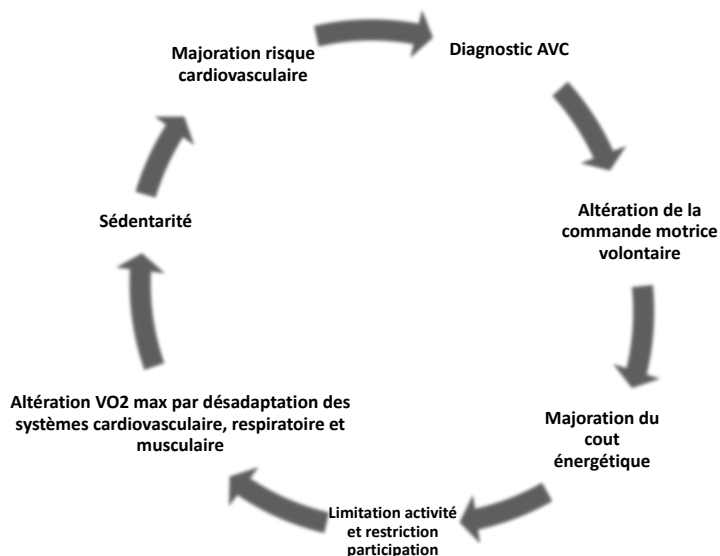 Diagnostic AVC
Altération de la
commande motrice
volontaire
Majoration du
cout
énergétique
Limitation activité
et restriction
participation
Altération VO2 max par désadaptation des
systèmes cardiovasculaire, respiratoire et
musculaire
Sédentarité
Majoration risque
cardiovasculaire